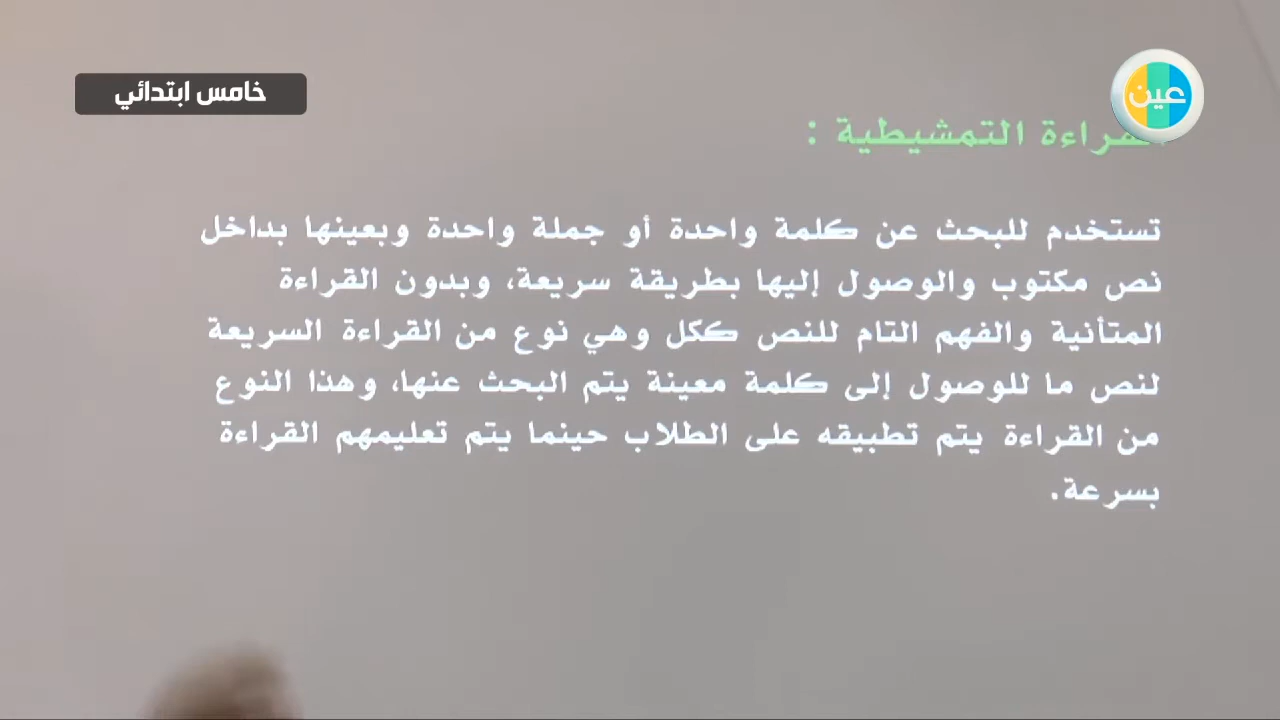 خامس ابتدائي
عين
القراءة التمشيطية :
تستخدم للبحث عن كلمة واحدة أو جملة واحدة وبعينها بداخل
نص مكتوب والوصول إليها بطريقة سريعة، وبدون القراءة
المتأنية والفهم التام للنص ككل وهي نوع من القراءة السريعة
لنص ما للوصول إلى كلمة معينة يتم البحث عنها، وهذا النوع
من القراءة يتم تطبيقه على الطلاب حينما يتم تعليمهم القراءة
بسرعة.